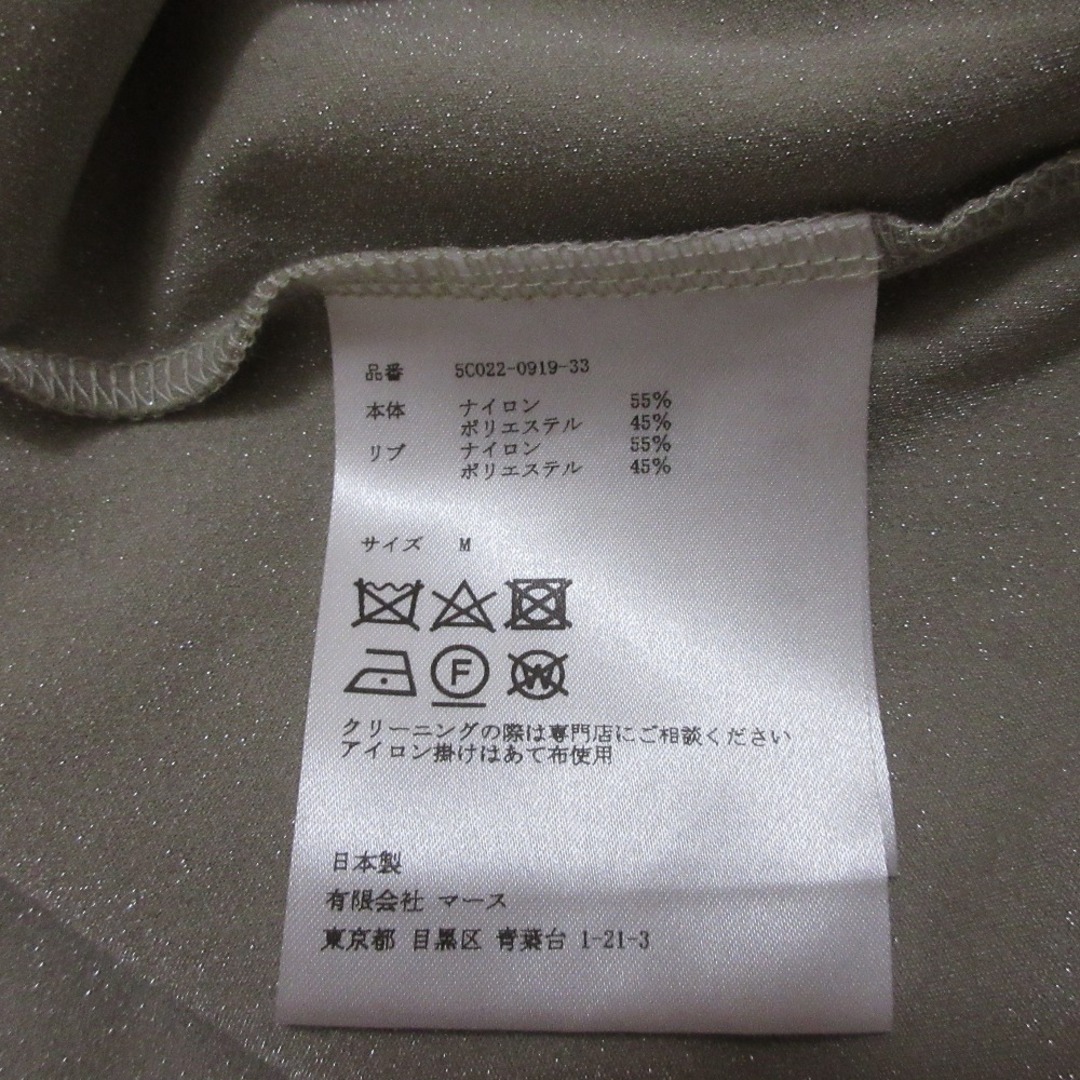 品番 5C022-0919-33
本体 ナイロン 55%
ポリエステル 45%
リブ ナイロン 55%
ポリエステル 45%
サイズ M
F W
クリーニングの際は専門店にご相談ください
アイロン掛けはあて布使用
日本製
有限会社 マース
東京都 目黒区 青葉台 1-21-3